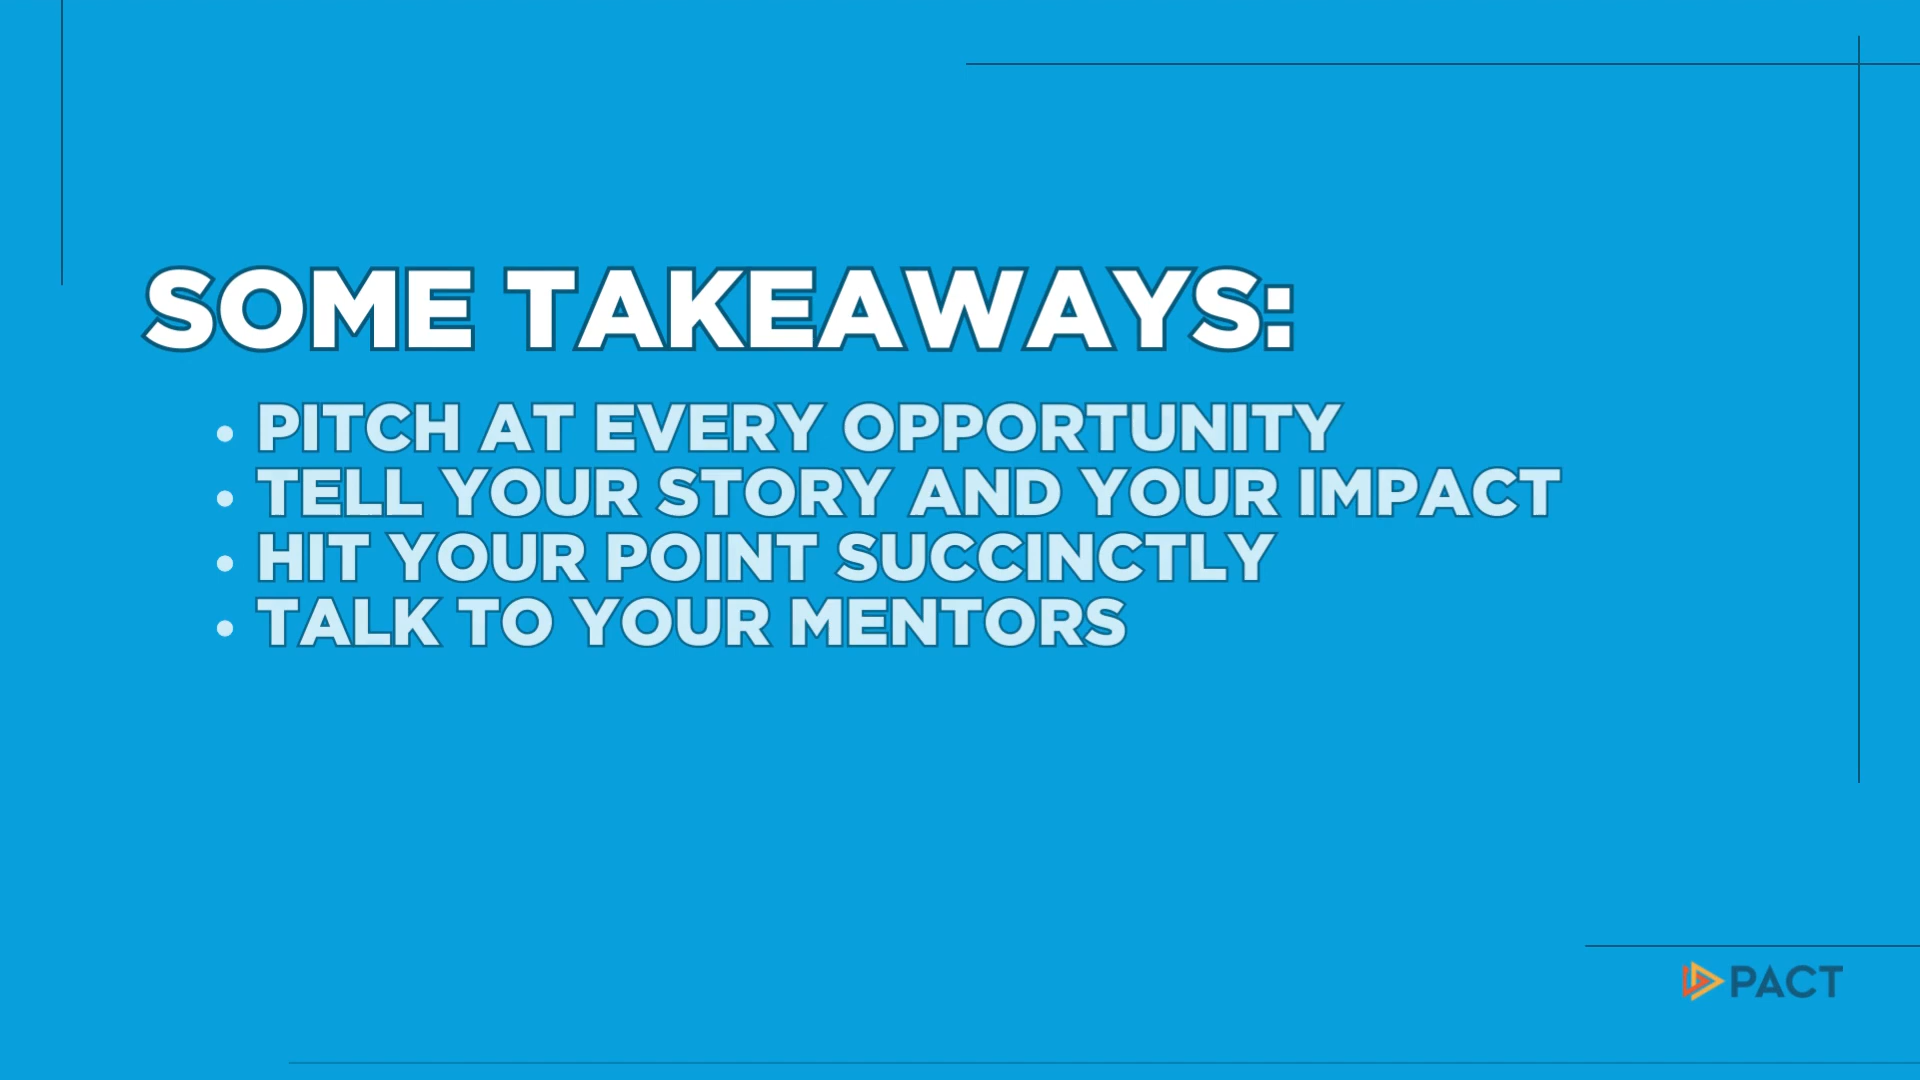 SOME TAKEAWAYS:
• PITCH AT EVERY OPPORTUNITY
• TELL YOUR STORY AND YOUR IMPACT
• HIT YOUR POINT SUCCINCTLY
• TALK TO YOUR MENTORS
PACT